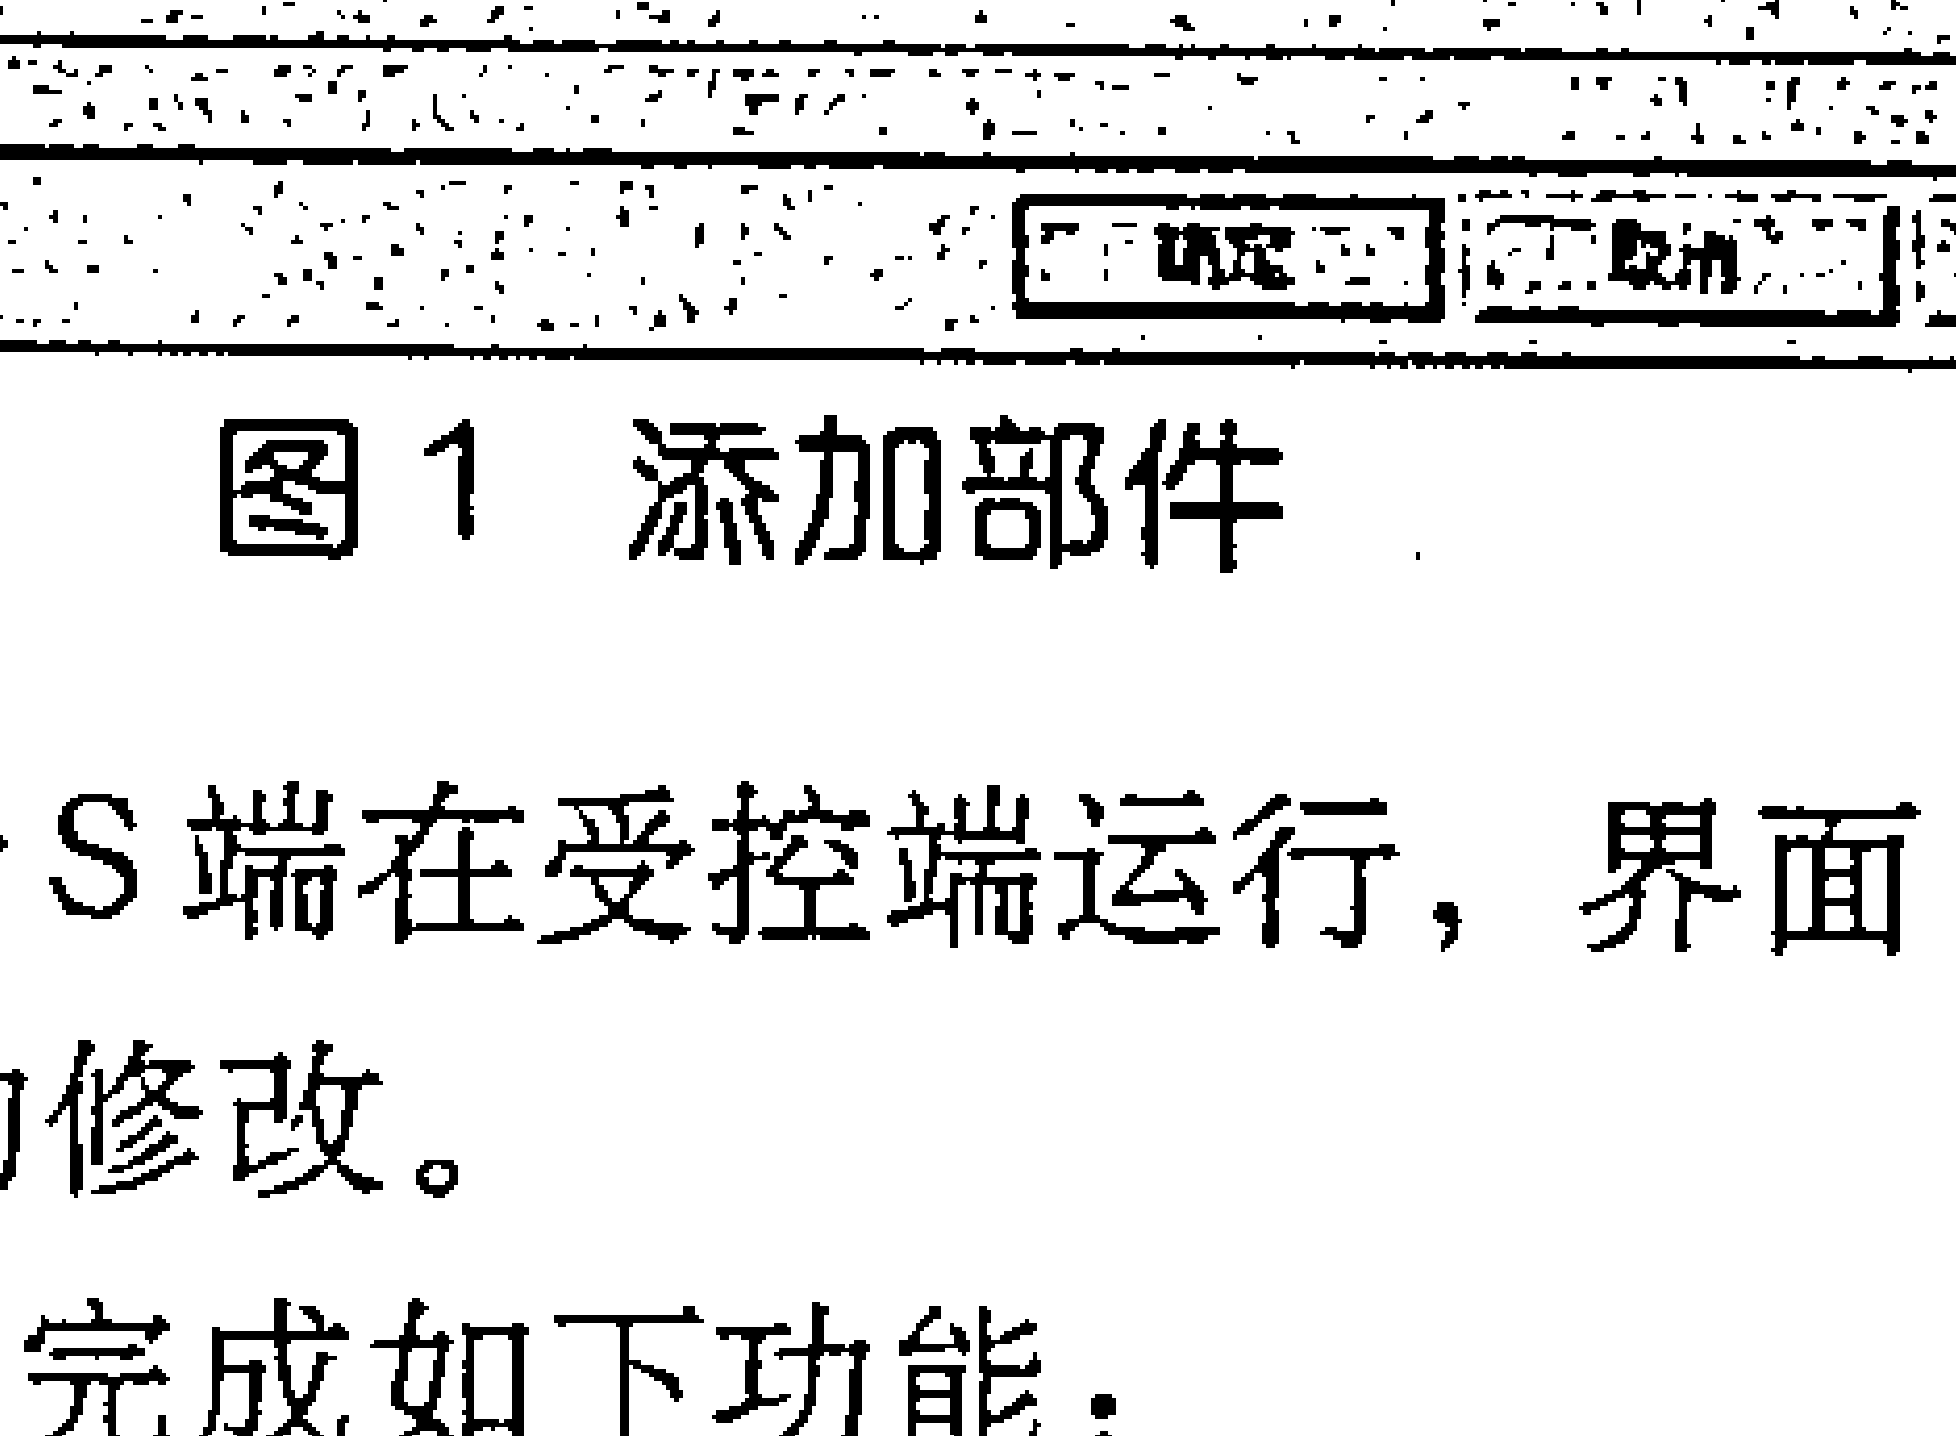 确定 取消
图 1 添加部件
S 端在受控端运行，界面
修改。
完成如下功能：